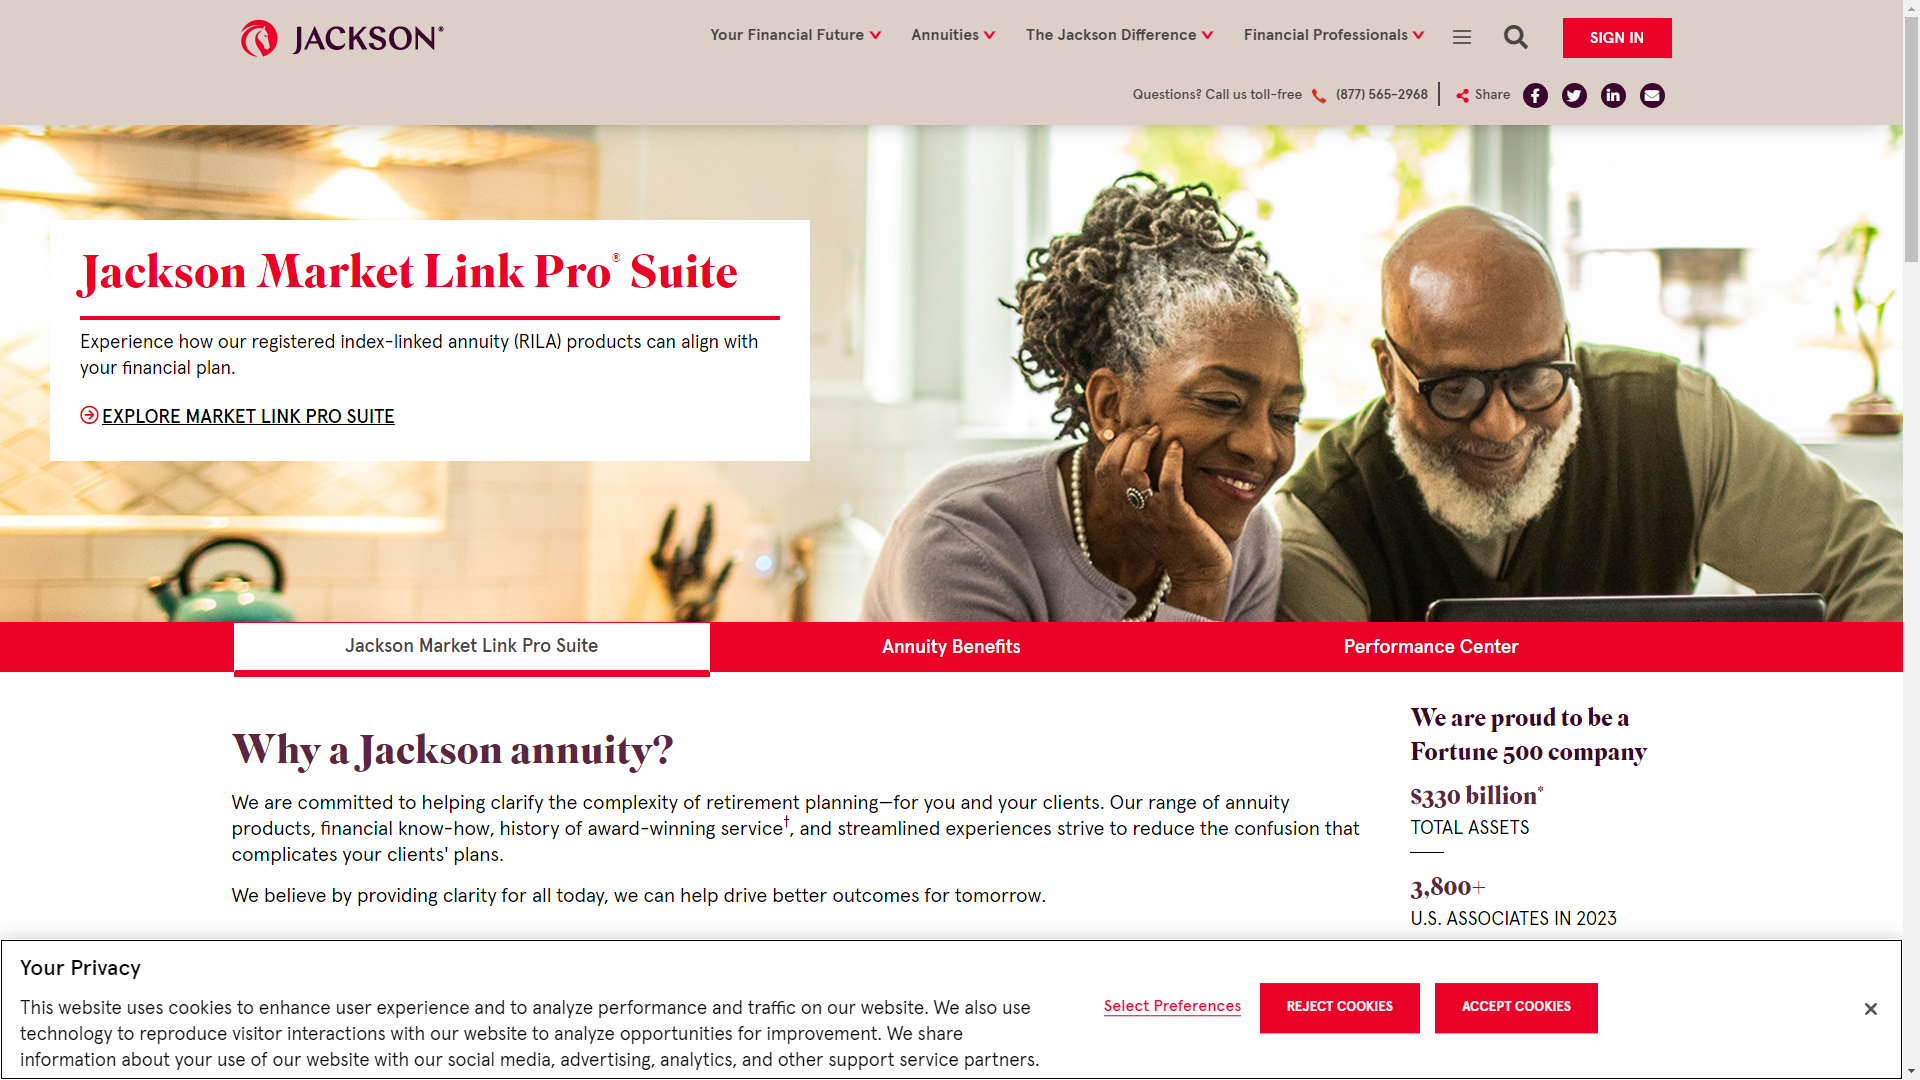 JACKSON®
Your Financial Future
Annuities
The Jackson Difference
Financial Professionals
SIGN IN
Questions? Call us toll-free (877) 565-2968
Share
Jackson Market Link Pro® Suite
Experience how our registered index-linked annuity (RILA) products can align with
your financial plan.
EXPLORE MARKET LINK PRO SUITE
Jackson Market Link Pro Suite
Annuity Benefits
Performance Center
Why a Jackson annuity?
We are committed to helping clarify the complexity of retirement planning—for you and your clients. Our range of annuity
products, financial know-how, history of award-winning service†, and streamlined experiences strive to reduce the confusion that
complicates your clients' plans.
We believe by providing clarity for all today, we can help drive better outcomes for tomorrow.
We are proud to be a
Fortune 500 company
$330 billion*
TOTAL ASSETS
3,800+
U.S. ASSOCIATES IN 2023
Your Privacy
This website uses cookies to enhance user experience and to analyze performance and traffic on our website. We also use
technology to reproduce visitor interactions with our website to analyze opportunities for improvement. We share
information about your use of our website with our social media, advertising, analytics, and other support service partners.
Select Preferences
REJECT COOKIES
ACCEPT COOKIES